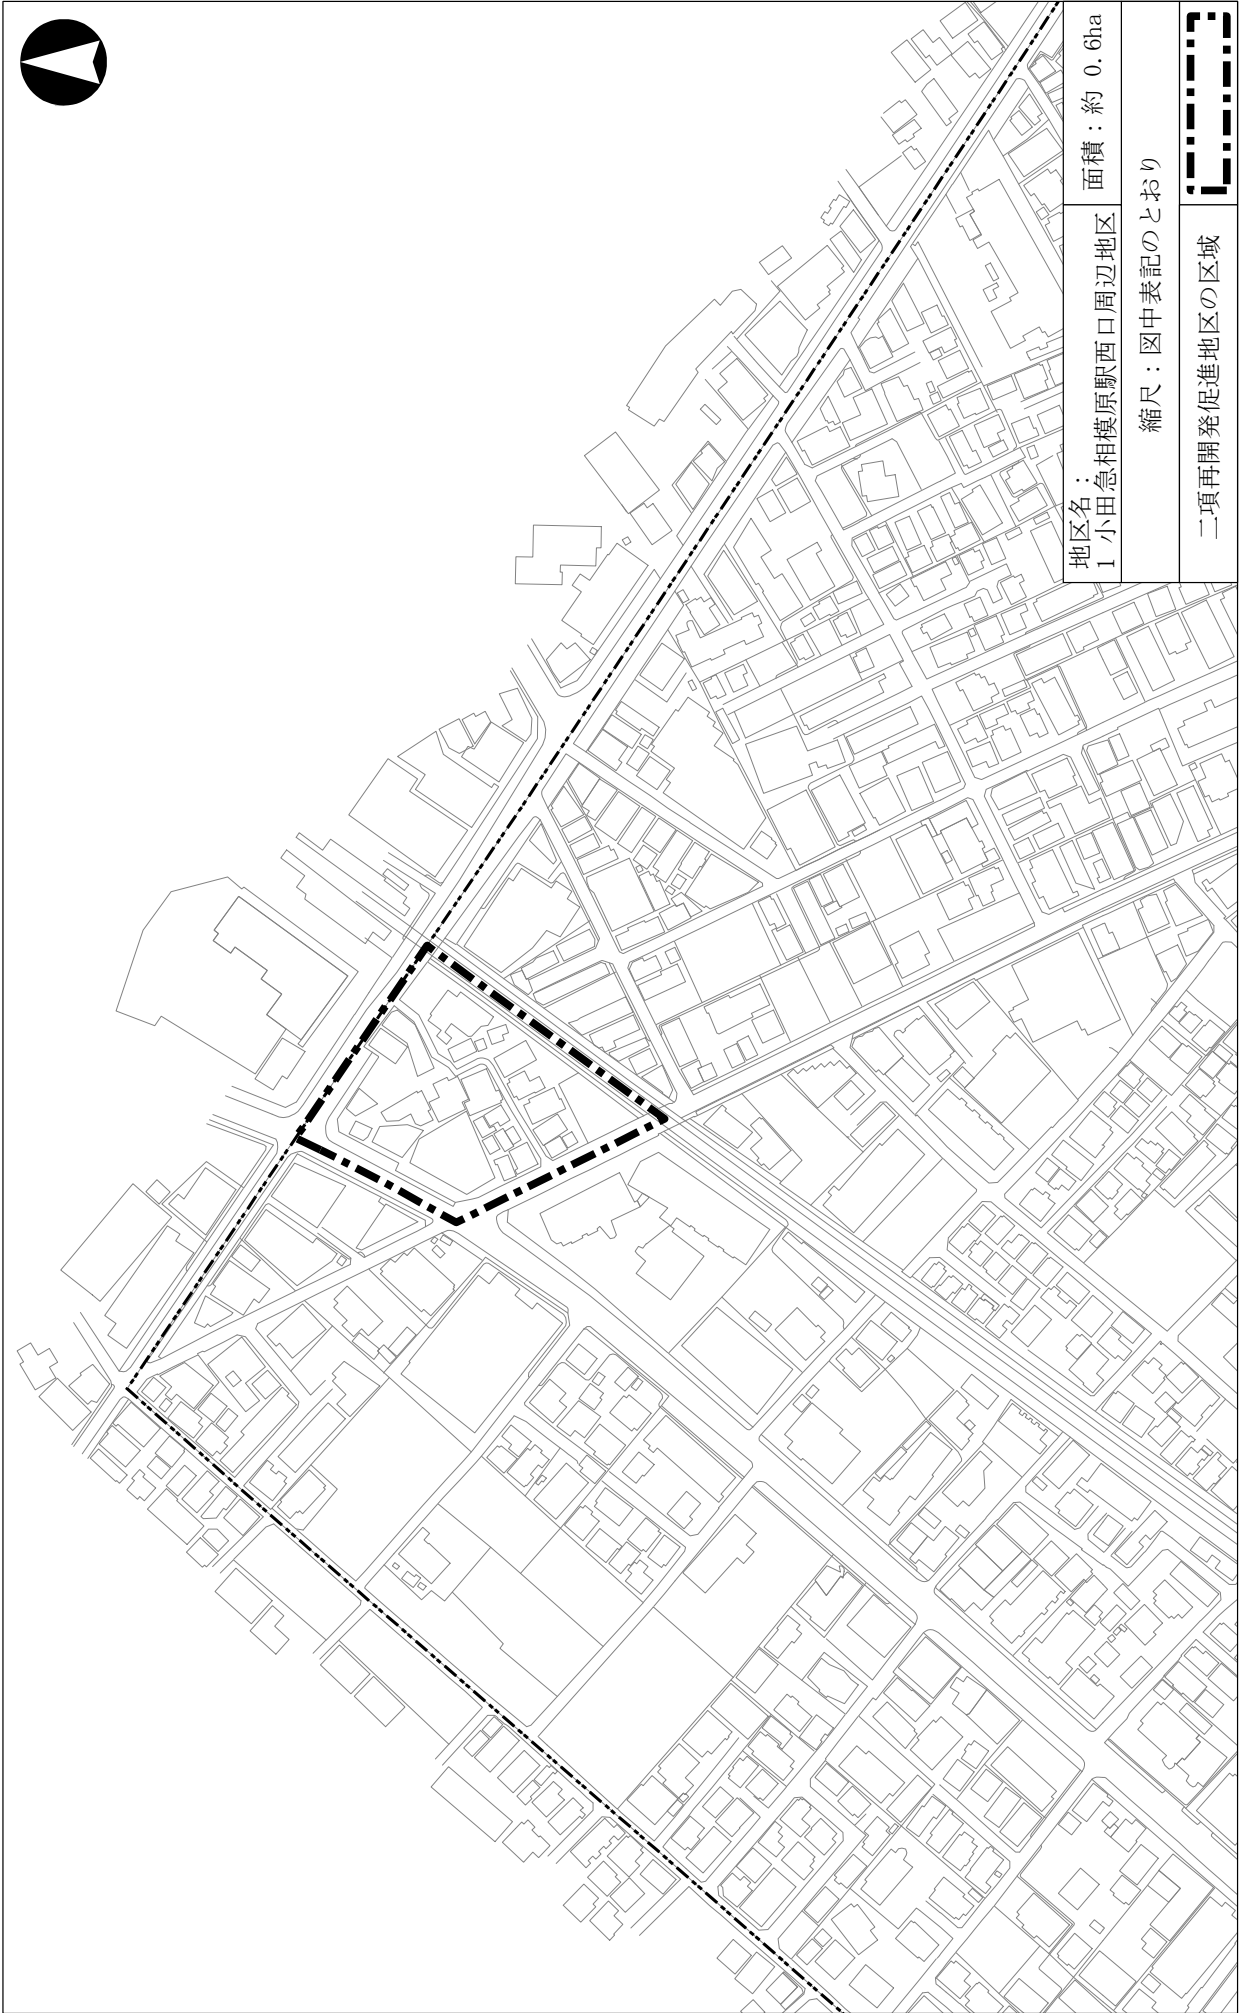 地区名：
1 小田急相模原駅西口周辺地区
面積：約 0.6ha
縮尺：図中表記のとおり
二項再開発促進地区の区域